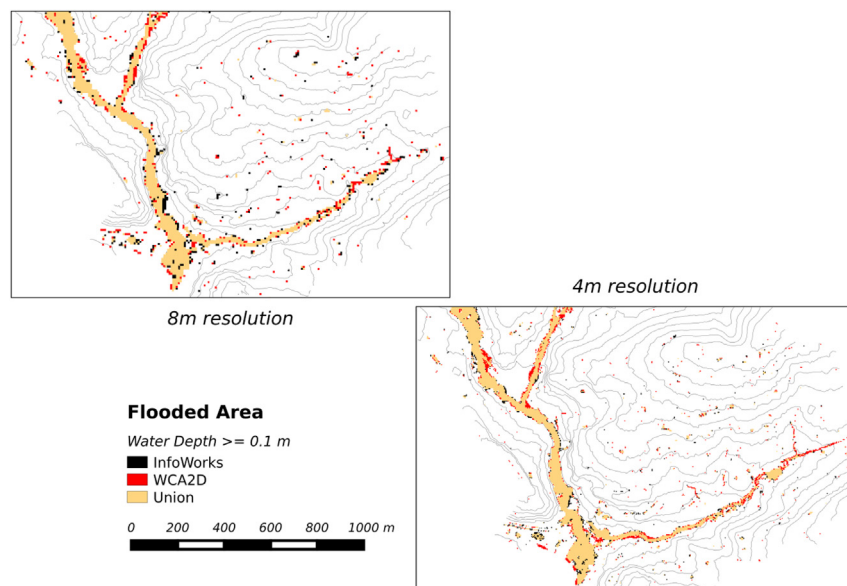 8m resolution
4m resolution
Flooded Area
Water Depth >= 0.1 m
InfoWorks
WCA2D
Union
0 200 400 600 800 1000 m